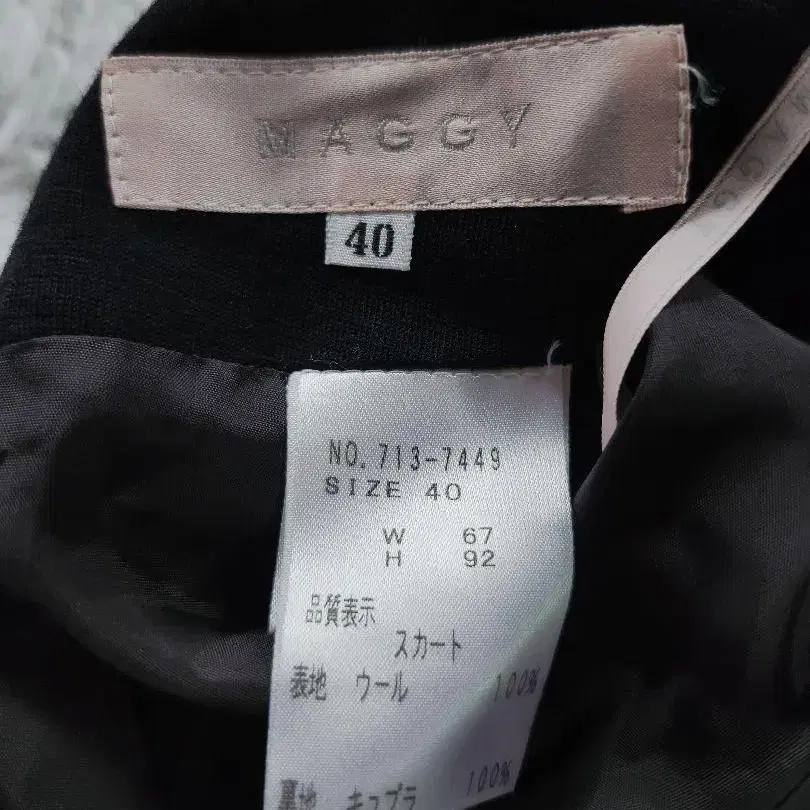 MAGGY
40
NO. 713-7449
SIZE 40
W 67
H 92
品質表示
スカート
表地 ウール 100%
裏地 キュプラ 100%